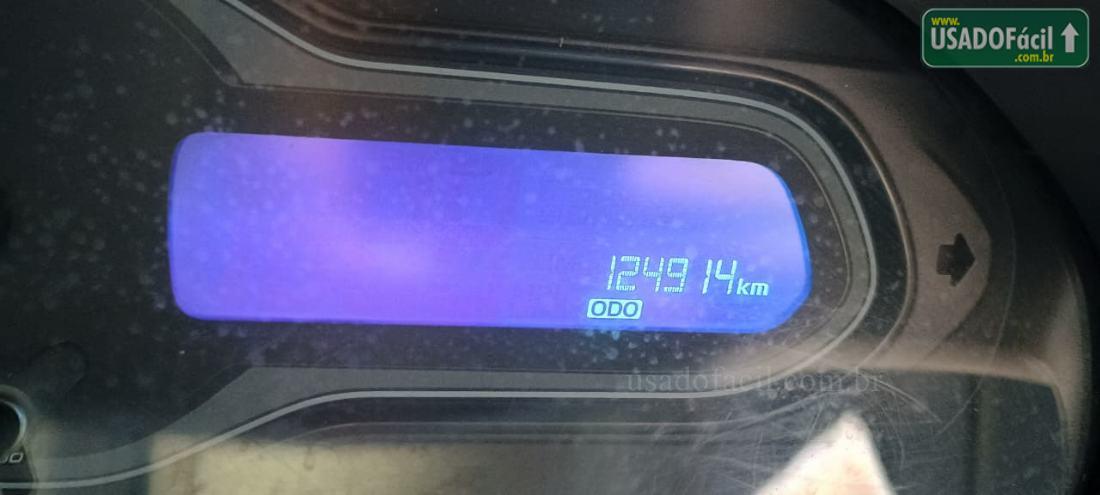 www.
USADOFácil
.com.br
124914km
ODO
usadofacil.com.br